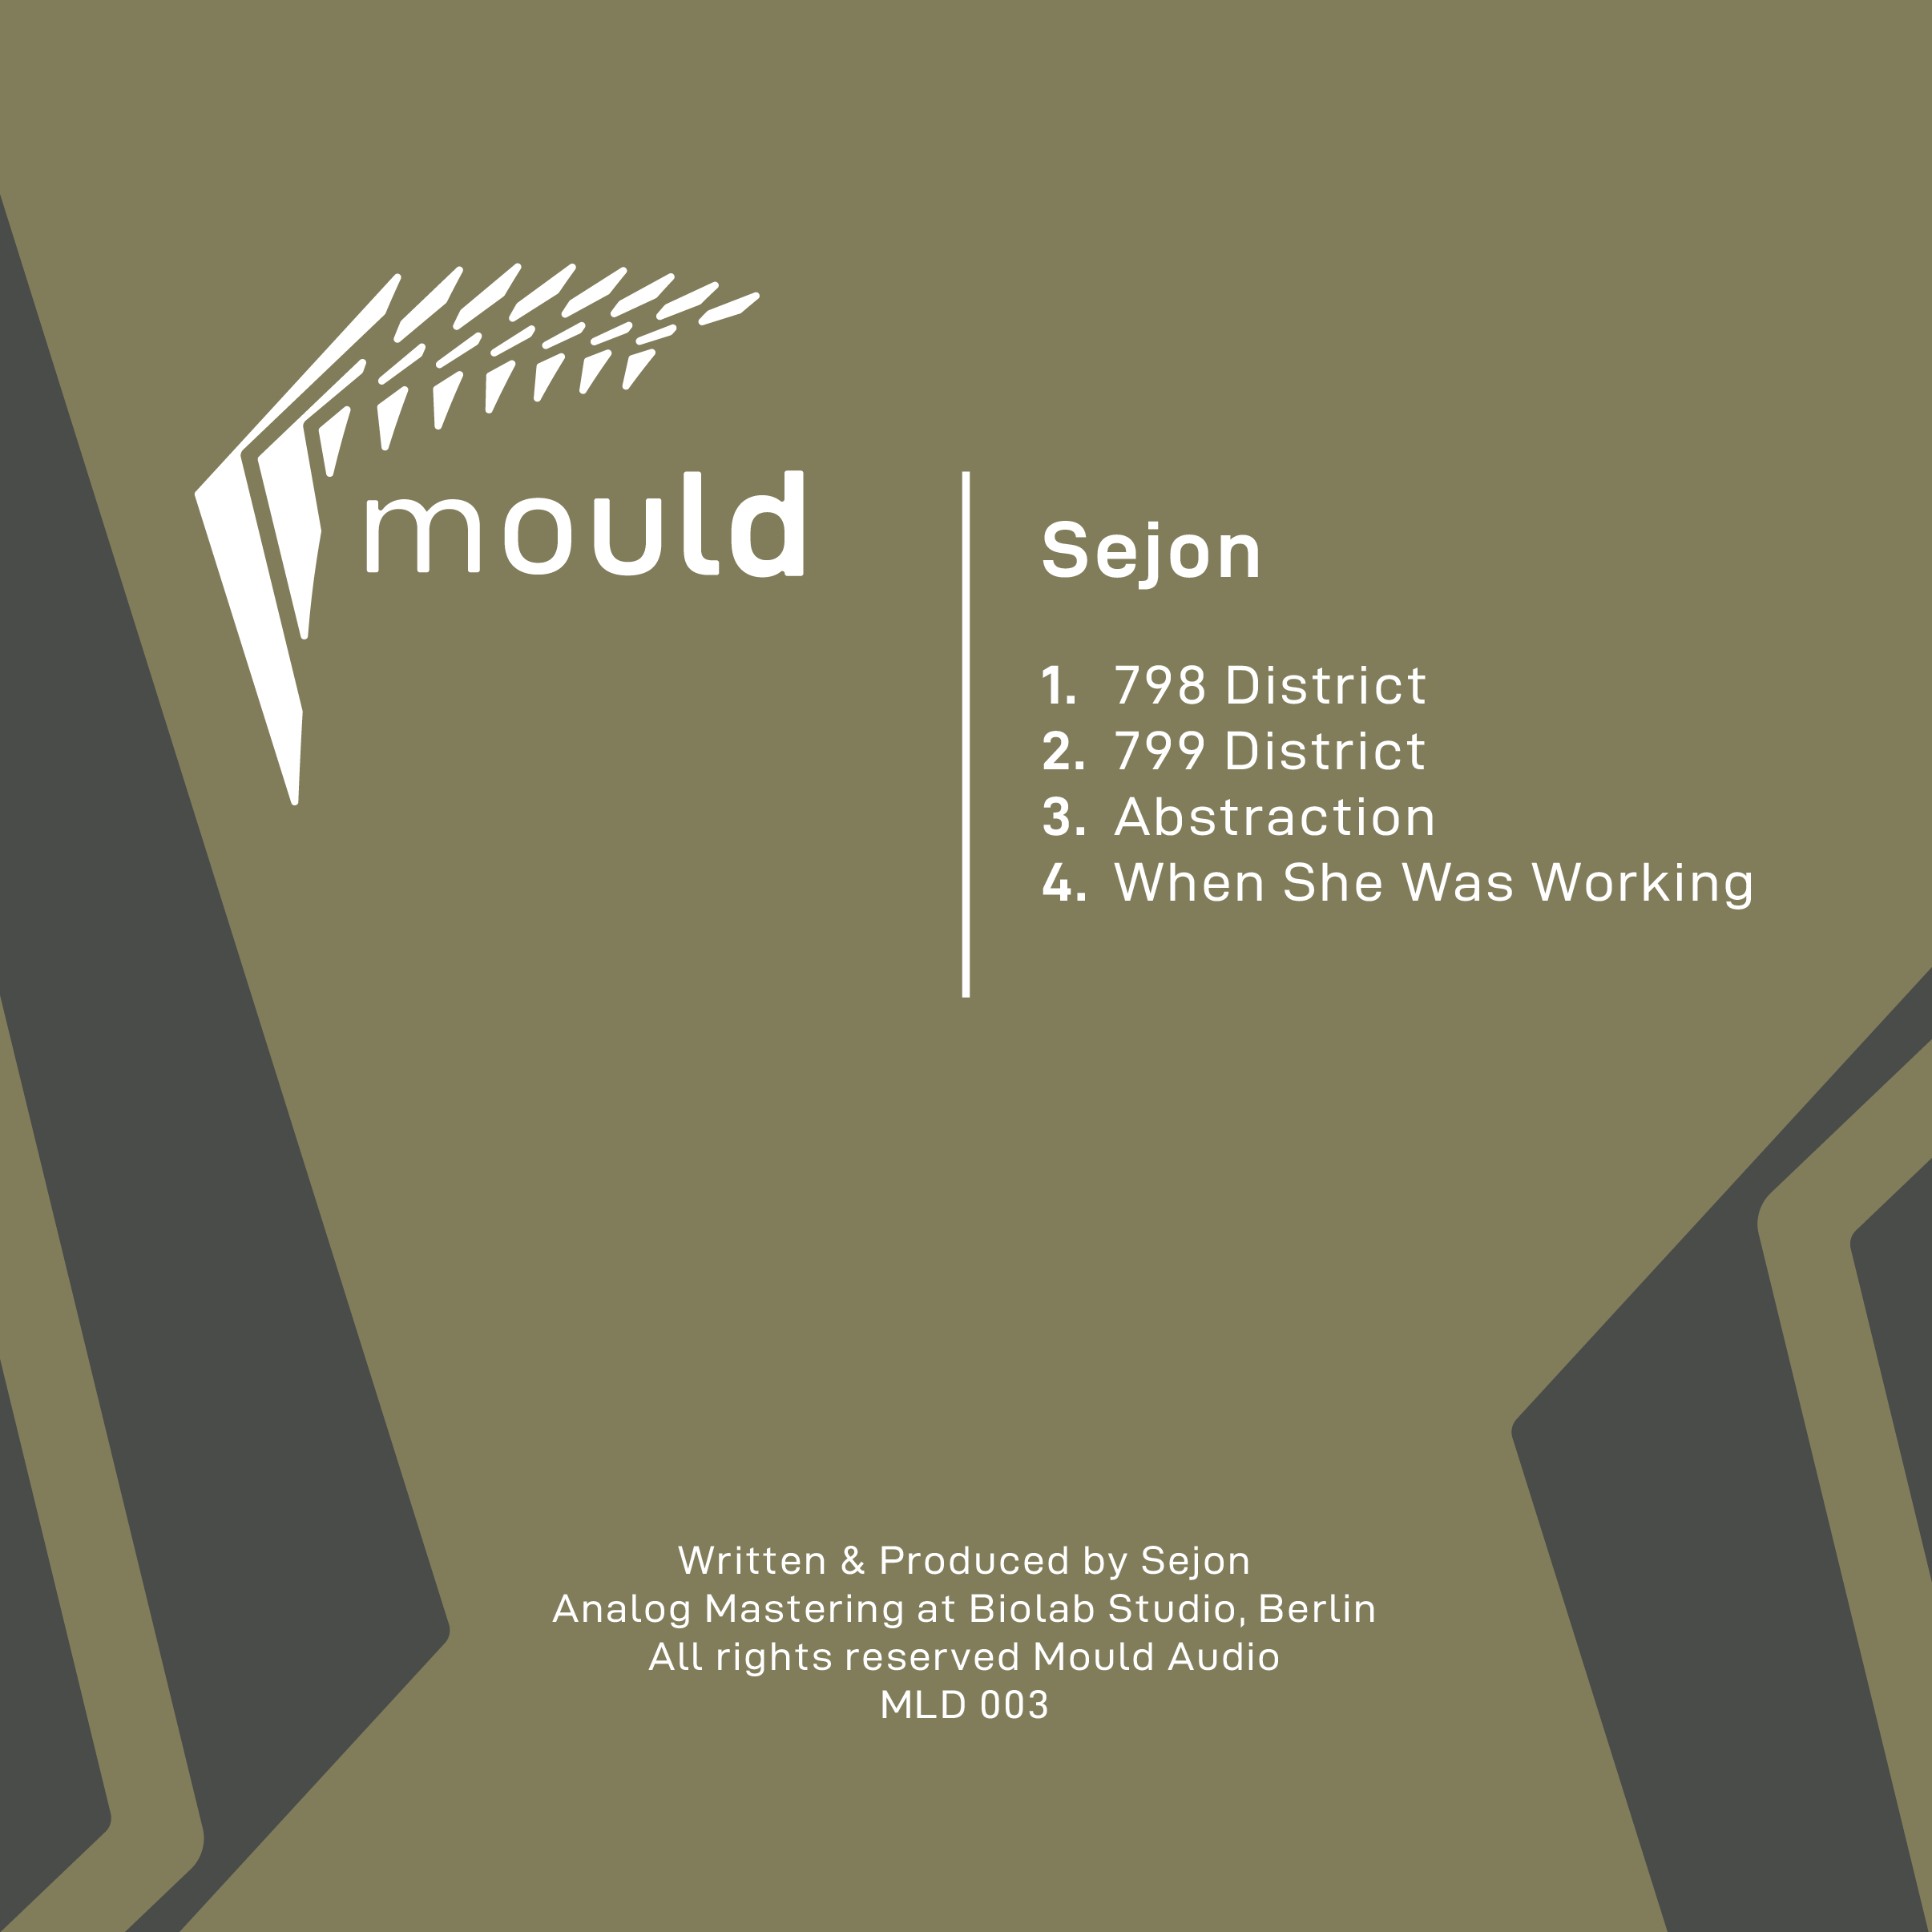 mould
Sejon
1. 798 District
2. 799 District
3. Abstraction
4. When She Was Working
Written & Produced by Sejon
Analog Mastering at Biolab Studio, Berlin
All rights reserved Mould Audio
MLD 003